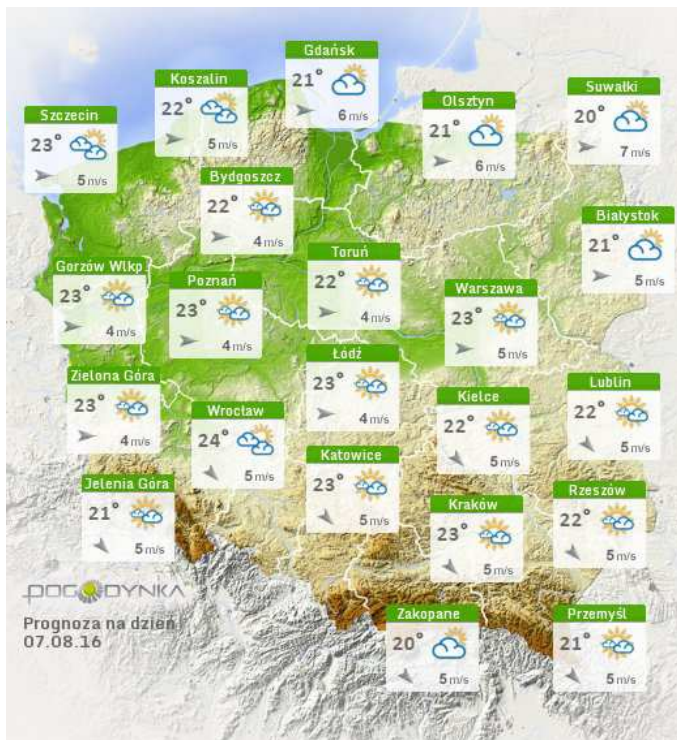 Gdańsk
21°
6 m/s
Koszalin
22°
5 m/s
Szczecin
23°
5 m/s
Olsztyn
21°
6 m/s
Suwałki
20°
7 m/s
Bydgoszcz
22°
4 m/s
Białystok
21°
5 m/s
Gorzów Wlkp.
23°
4 m/s
Poznań
23°
4 m/s
Toruń
22°
4 m/s
Warszawa
23°
5 m/s
Łódź
23°
4 m/s
Zielona Góra
23°
4 m/s
Wrocław
24°
5 m/s
Kielce
22°
5 m/s
Lublin
22°
5 m/s
Katowice
23°
5 m/s
Jelenia Góra
21°
5 m/s
Kraków
23°
5 m/s
Rzeszów
22°
5 m/s
POGODYNKA
Prognoza na dzień
07.08.16
Zakopane
20°
5 m/s
Przemyśl
21°
5 m/s